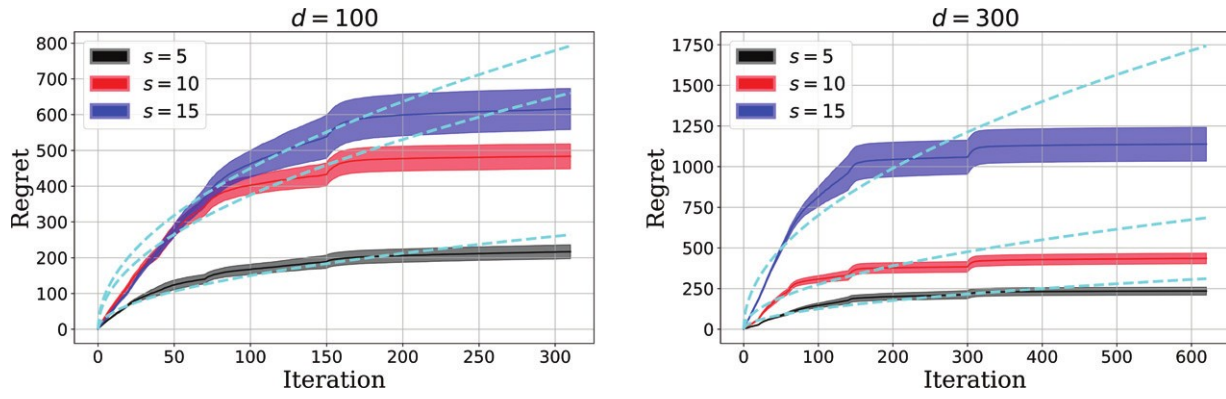 d = 100
800
700
600
500
400
300
200
100
0
Regret
s = 5
s = 10
s = 15
0 50 100 150 200 250 300
Iteration
d = 300
1750
1500
1250
1000
750
500
250
0
Regret
s = 5
s = 10
s = 15
0 100 200 300 400 500 600
Iteration